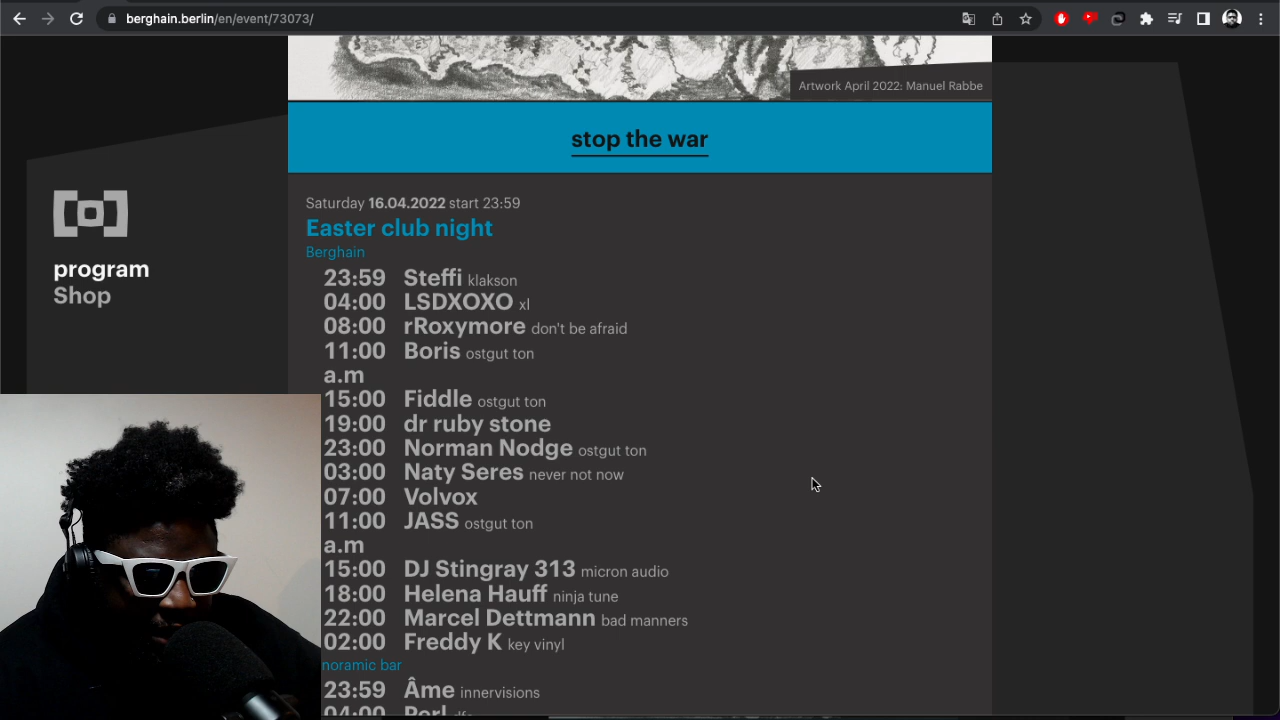 berghain.berlin/en/event/73073/
Artwork April 2022: Manuel Rabbe
stop the war
program
Shop
Saturday 16.04.2022 start 23:59
Easter club night
Berghain
23:59 Steffi klakson
04:00 LSDXOXO xl
08:00 rRoxymore don't be afraid
11:00 Boris ostgut ton
a.m
15:00 Fiddle ostgut ton
19:00 dr ruby stone
23:00 Norman Nodge ostgut ton
03:00 Naty Seres never not now
07:00 Volvox
11:00 JASS ostgut ton
a.m
15:00 DJ Stingray 313 micron audio
18:00 Helena Hauff ninja tune
22:00 Marcel Dettmann bad manners
02:00 Freddy K key vinyl
noramic bar
23:59 Âme innervisions
04:00 Perl